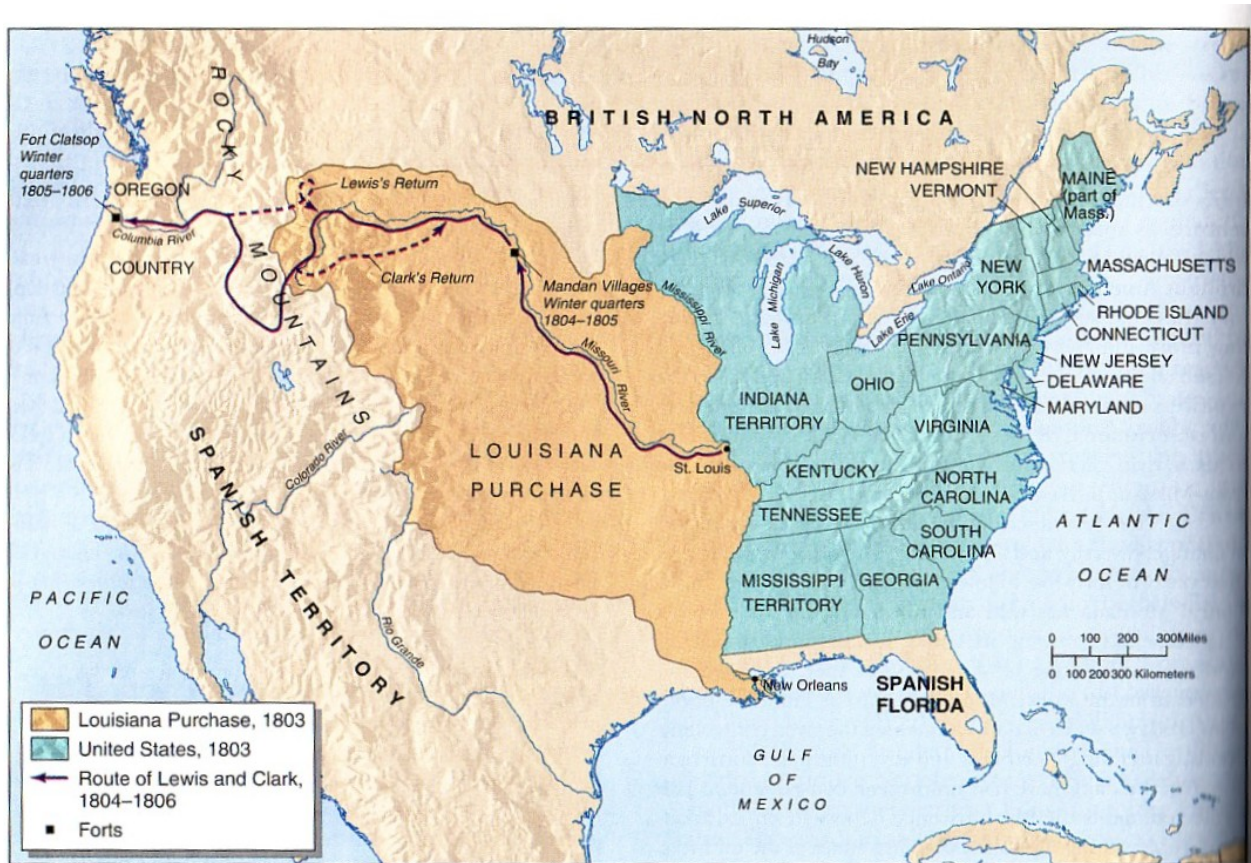 Hudson
Bay
BRITISH NORTH AMERICA
ROCKY
MOUNTAINS
Fort Clatsop
Winter
quarters
1805–1806
OREGON
COUNTRY
Columbia River
Lewis's Return
Clark's Return
Mandan Villages
Winter quarters
1804–1805
Missouri River
Mississippi River
Lake Superior
Lake Michigan
Lake Huron
Lake Erie
Lake Ontario
NEW HAMPSHIRE
VERMONT
MAINE
(part of
Mass.)
NEW
YORK
MASSACHUSETTS
RHODE ISLAND
CONNECTICUT
PENNSYLVANIA
NEW JERSEY
DELAWARE
MARYLAND
OHIO
INDIANA
TERRITORY
VIRGINIA
LOUISIANA
PURCHASE
St. Louis
KENTUCKY
NORTH
CAROLINA
TENNESSEE
SOUTH
CAROLINA
MISSISSIPPI
TERRITORY
GEORGIA
ATLANTIC
OCEAN
SPANISH TERRITORY
Colorado River
Rio Grande
PACIFIC
OCEAN
New Orleans
SPANISH
FLORIDA
GULF
OF
MEXICO
0 100 200 300 Miles
0 100 200 300 Kilometers
Louisiana Purchase, 1803
United States, 1803
Route of Lewis and Clark,
1804–1806
Forts